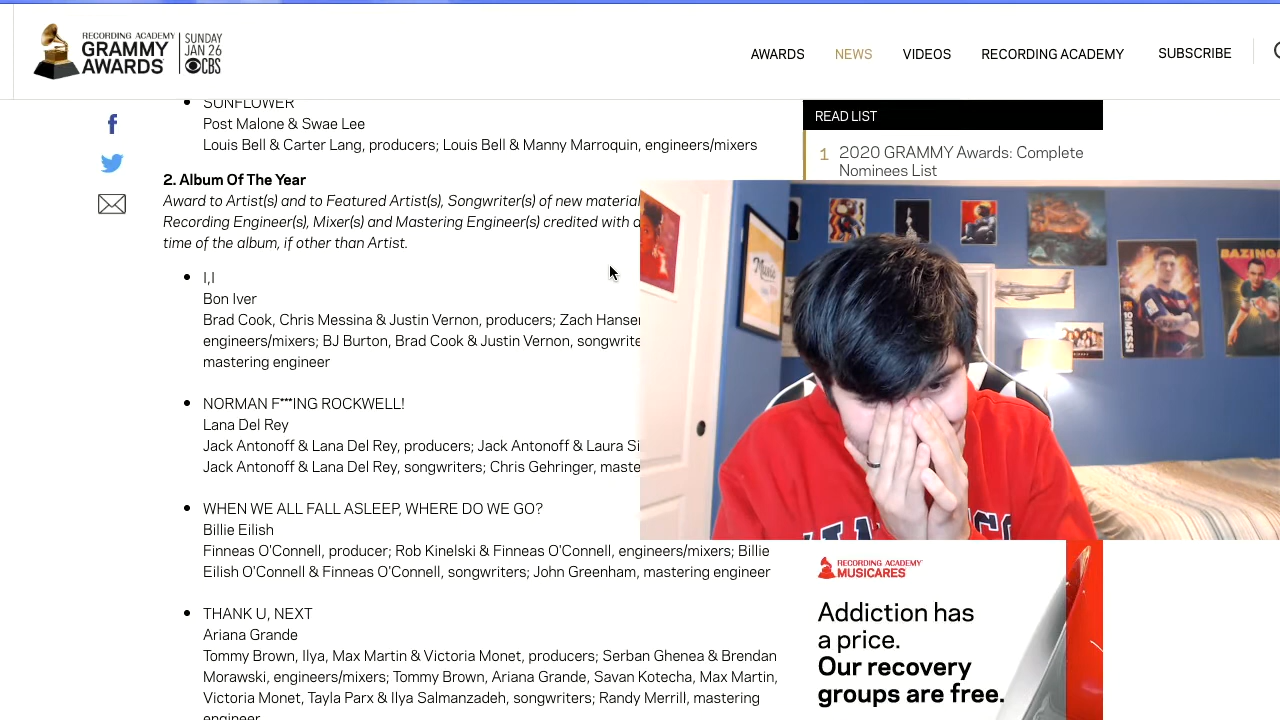 RECORDING ACADEMY
GRAMMY
AWARDS
SUNDAY
JAN 26
CBS
AWARDS
NEWS
VIDEOS
RECORDING ACADEMY
SUBSCRIBE
SUNFLOWER
Post Malone & Swae Lee
Louis Bell & Carter Lang, producers; Louis Bell & Manny Marroquin, engineers/mixers
2. Album Of The Year
Award to Artist(s) and to Featured Artist(s), Songwriter(s) of new material
Recording Engineer(s), Mixer(s) and Mastering Engineer(s) credited with
time of the album, if other than Artist.
I,I
Bon Iver
Brad Cook, Chris Messina & Justin Vernon, producers; Zach Hansen
engineers/mixers; BJ Burton, Brad Cook & Justin Vernon, songwrite
mastering engineer
NORMAN F***ING ROCKWELL!
Lana Del Rey
Jack Antonoff & Lana Del Rey, producers; Jack Antonoff & Laura Si
Jack Antonoff & Lana Del Rey, songwriters; Chris Gehringer, maste
WHEN WE ALL FALL ASLEEP, WHERE DO WE GO?
Billie Eilish
Finneas O'Connell, producer; Rob Kinelski & Finneas O'Connell, engineers/mixers; Billie
Eilish O'Connell & Finneas O'Connell, songwriters; John Greenham, mastering engineer
THANK U, NEXT
Ariana Grande
Tommy Brown, Ilya, Max Martin & Victoria Monet, producers; Serban Ghenea & Brendan
Morawski, engineers/mixers; Tommy Brown, Ariana Grande, Savan Kotecha, Max Martin,
Victoria Monet, Tayla Parx & Ilya Salmanzadeh, songwriters; Randy Merrill, mastering
engineer
READ LIST
1 2020 GRAMMY Awards: Complete
Nominees List
Music
10 MESSI
BAZING
RECORDING ACADEMY
MUSICARES
Addiction has
a price.
Our recovery
groups are free.